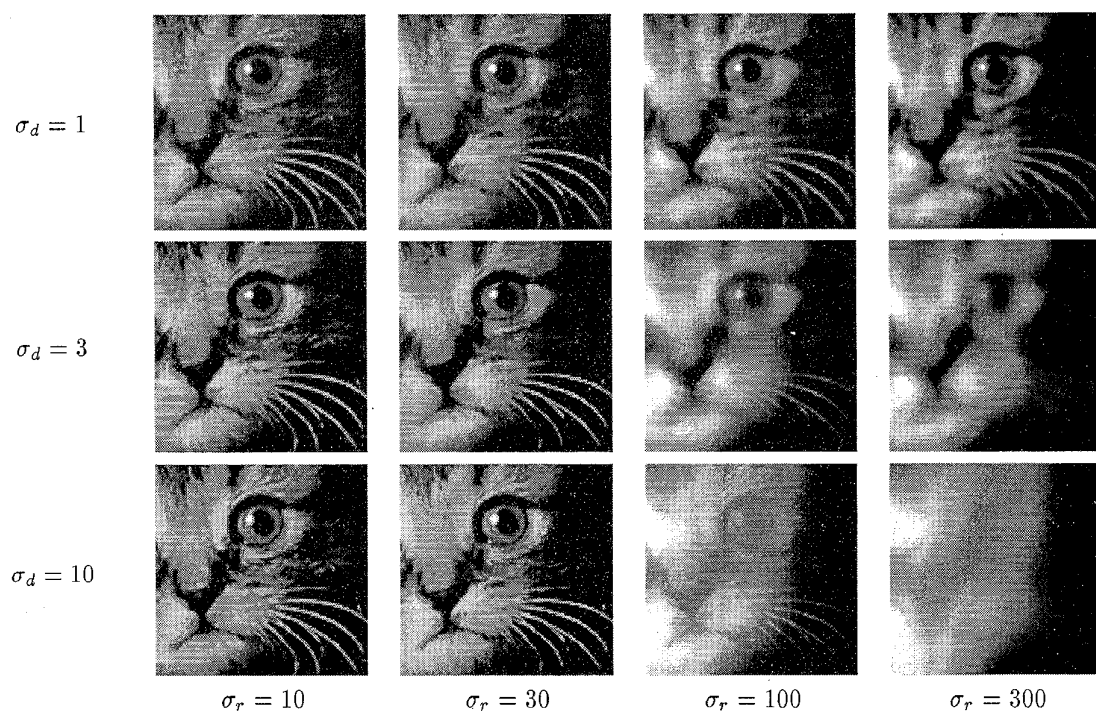 σ_d = 1
σ_d = 3
σ_d = 10
σ_r = 10 σ_r = 30 σ_r = 100 σ_r = 300